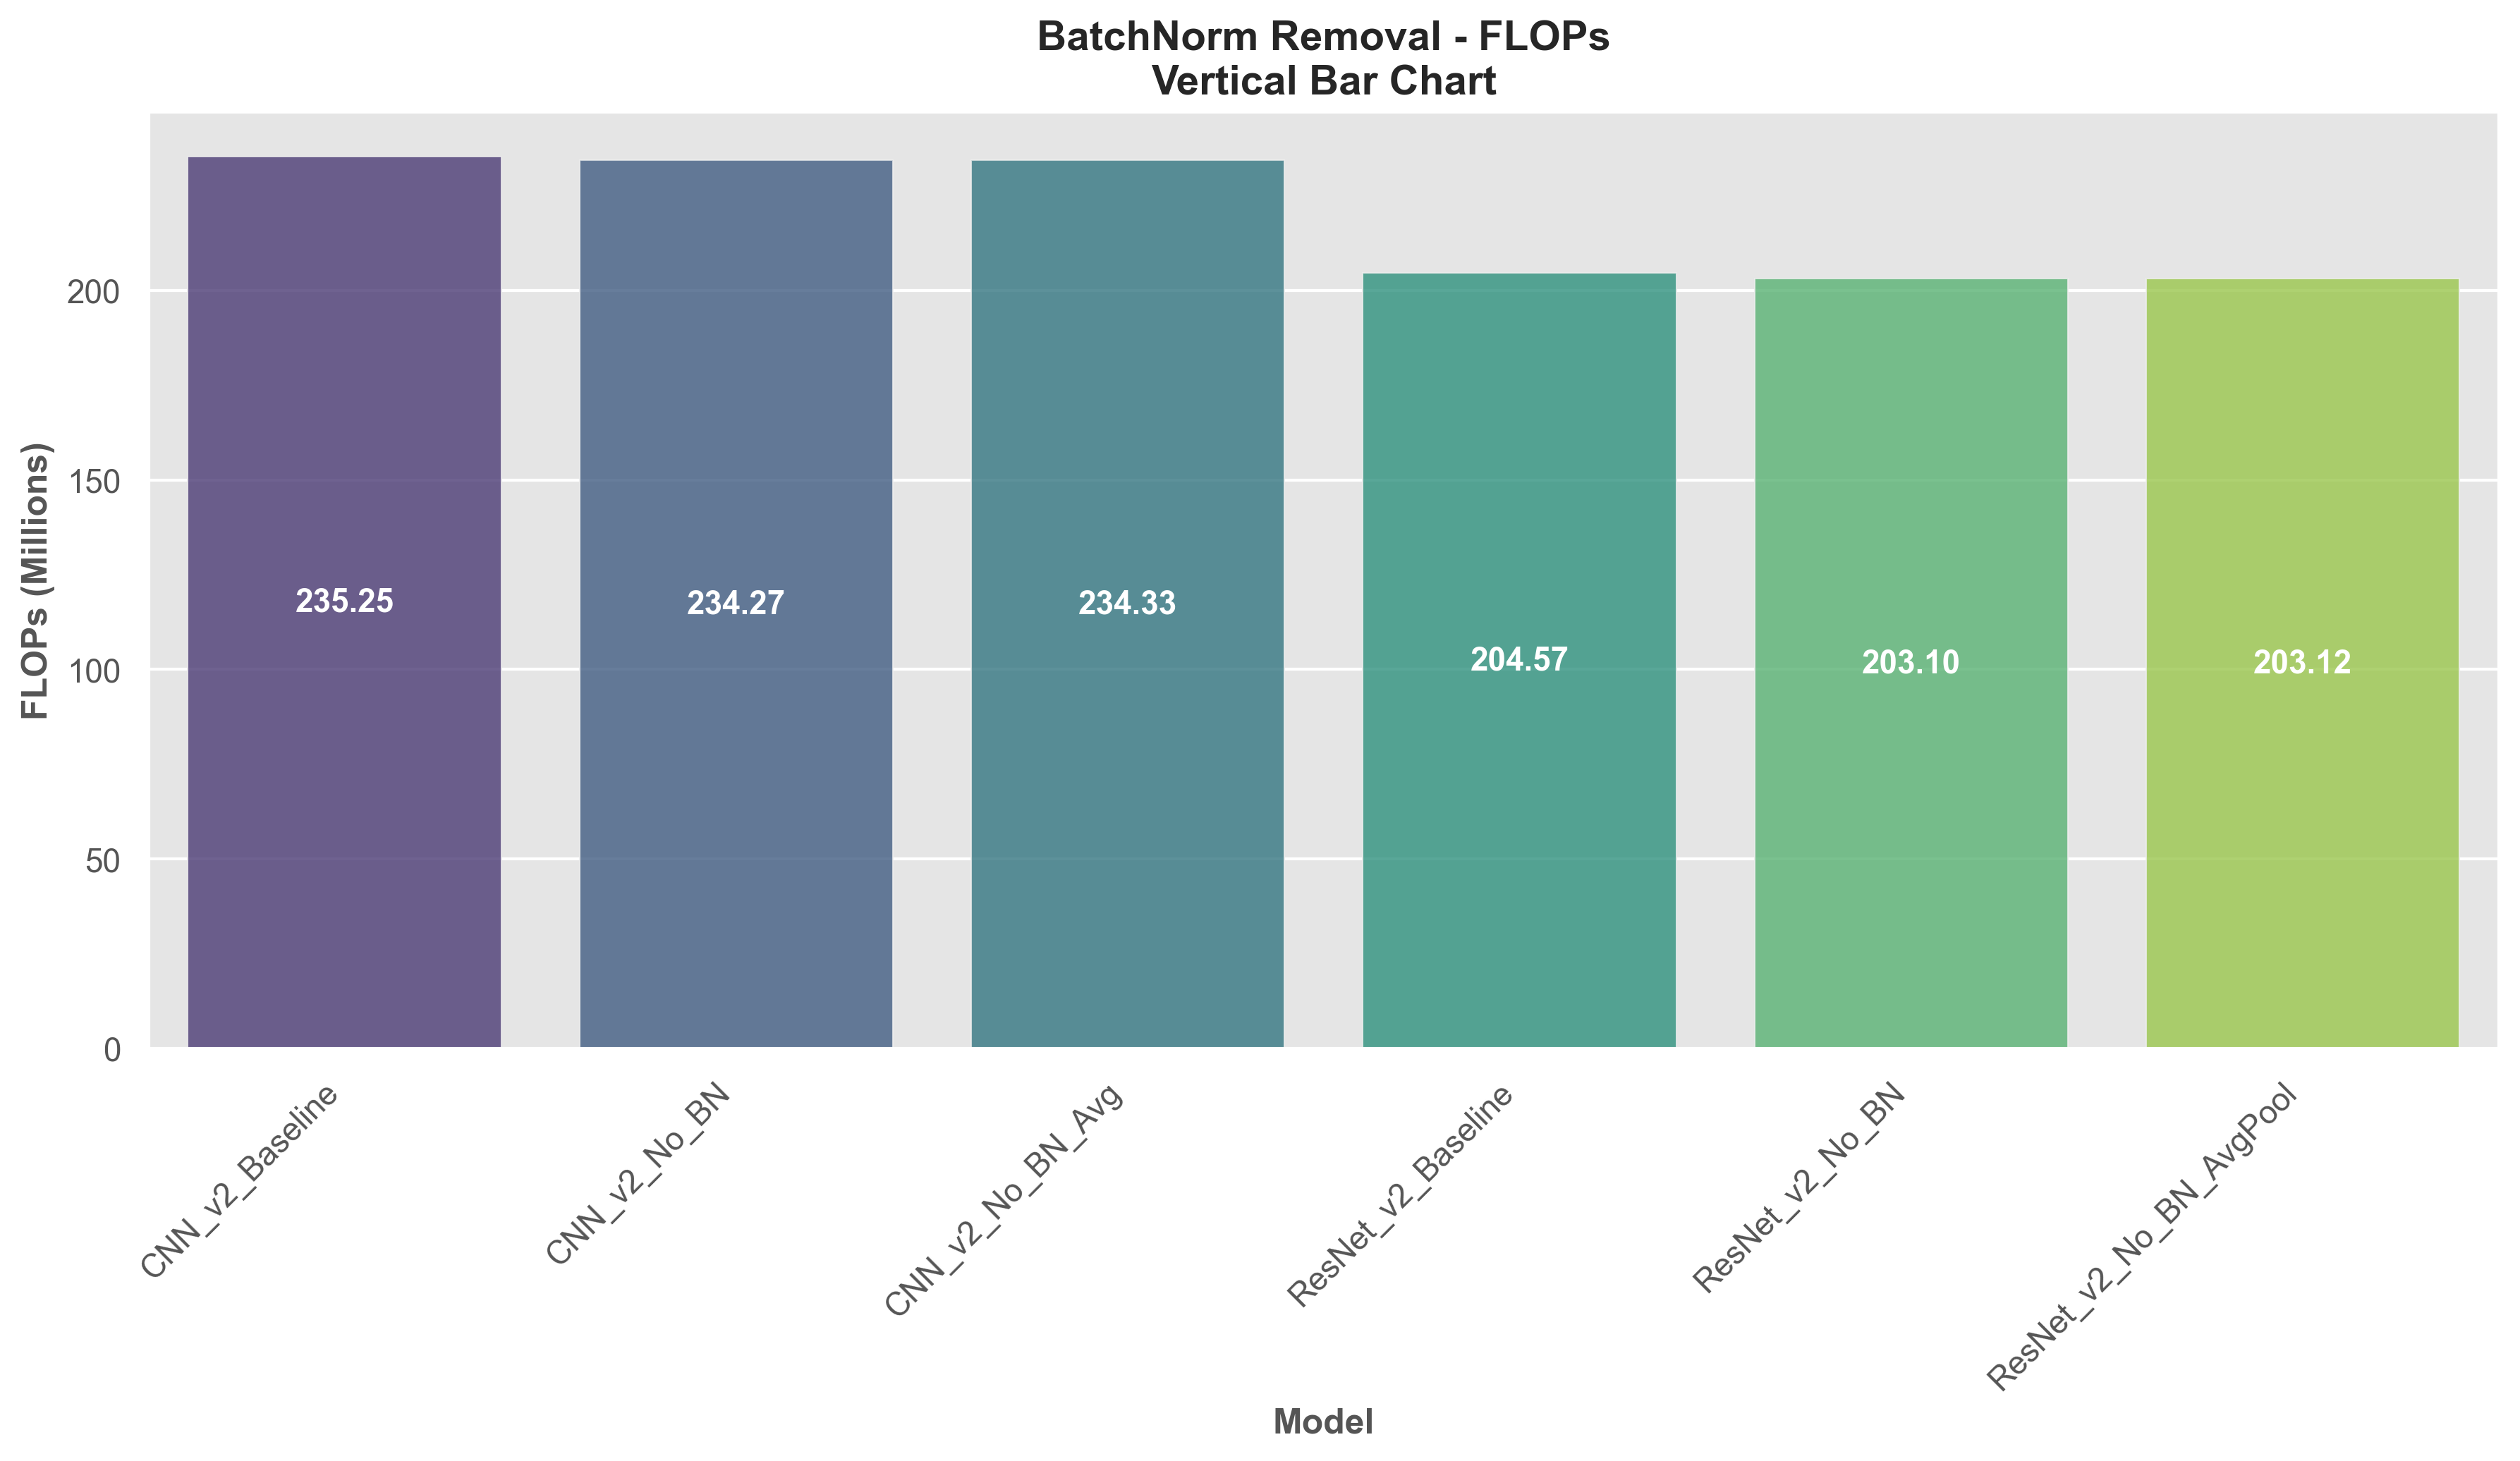 BatchNorm Removal - FLOPs
Vertical Bar Chart
FLOPs (Millions)
200
150
100
50
0
235.25
234.27
234.33
204.57
203.10
203.12
CNN_v2_Baseline
CNN_v2_No_BN
CNN_v2_No_BN_Avg
ResNet_v2_Baseline
ResNet_v2_No_BN
ResNet_v2_No_BN_AvgPool
Model